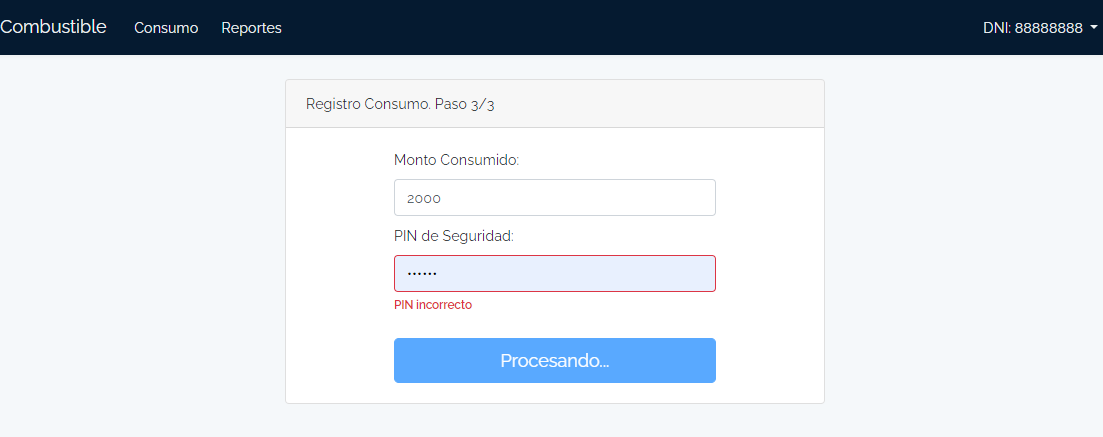 Combustible Consumo Reportes DNI: 88888888
Registro Consumo. Paso 3/3
Monto Consumido:
2000
PIN de Seguridad:
••••••
PIN incorrecto
Procesando...